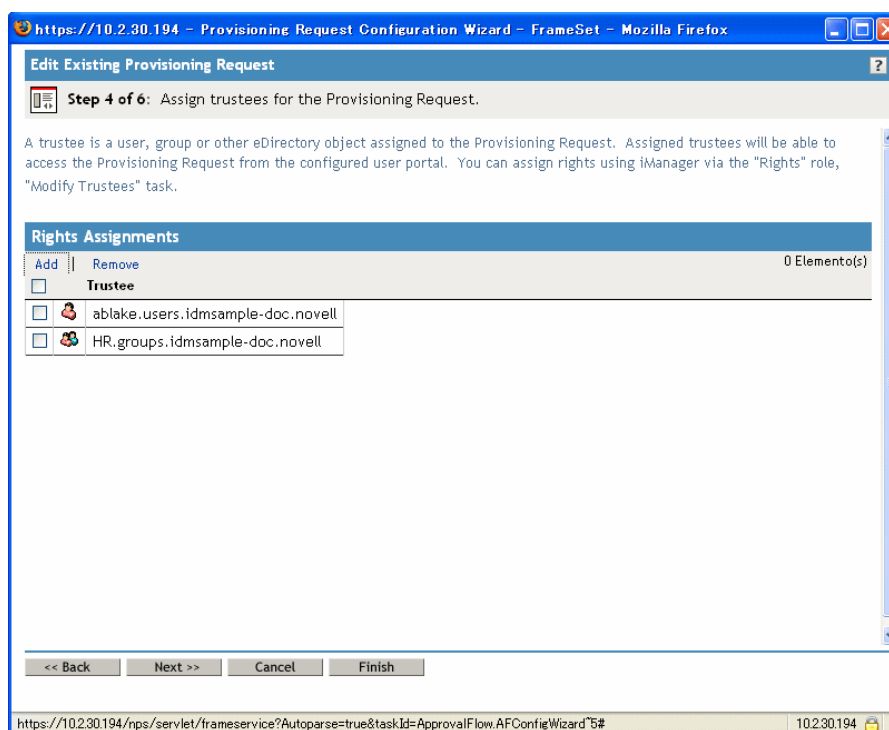 https://10.2.30.194 - Provisioning Request Configuration Wizard - FrameSet - Mozilla Firefox
Edit Existing Provisioning Request
?
Step 4 of 6: Assign trustees for the Provisioning Request.
A trustee is a user, group or other eDirectory object assigned to the Provisioning Request. Assigned trustees will be able to
access the Provisioning Request from the configured user portal. You can assign rights using iManager via the "Rights" role,
"Modify Trustees" task.
Rights Assignments
Add | Remove 0 Elemento(s)
Trustee
ablake.users.idmsample-doc.novell
HR.groups.idmsample-doc.novell
<< Back Next >> Cancel Finish
https://10.2.30.194/nps/servlet/frameservice?Autoparse=true&taskId=ApprovalFlow.AFConfigWizard~5# 10.2.30.194